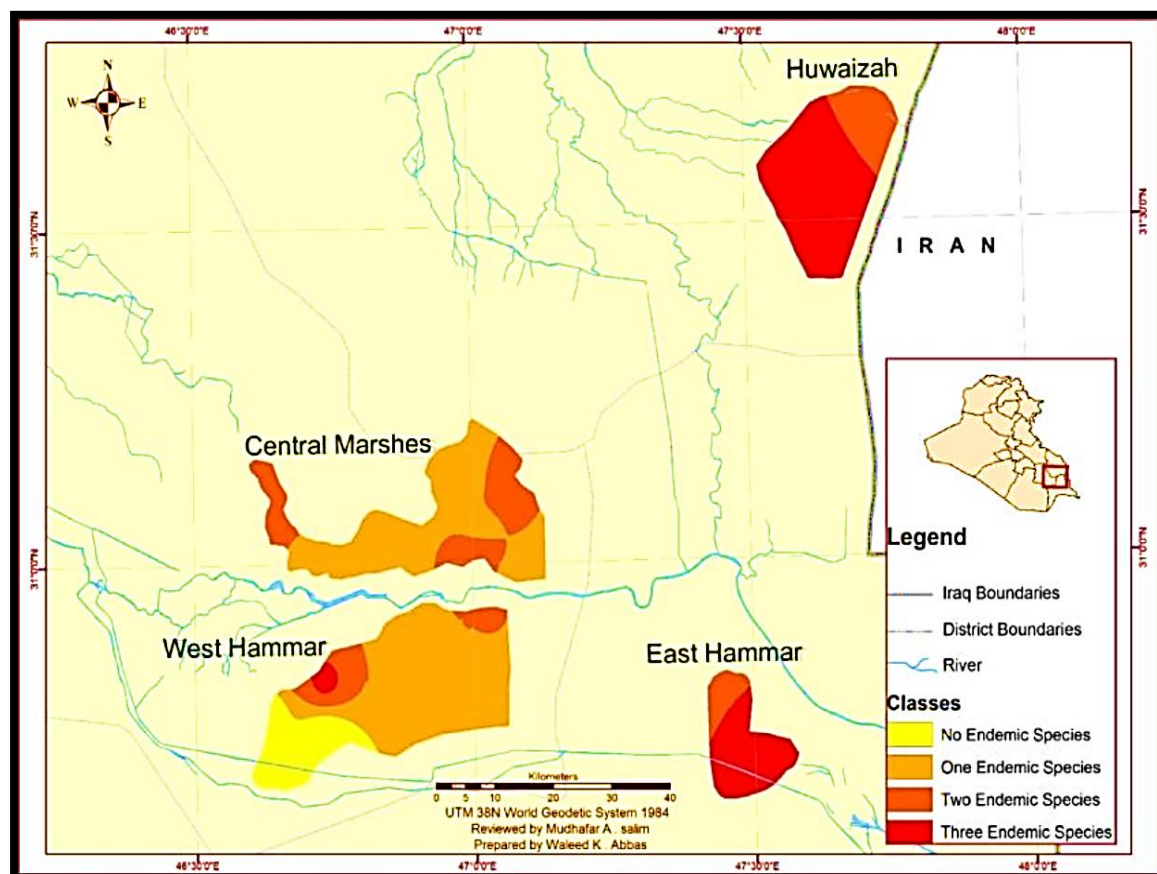 46°30'0"E 47°0'0"E 47°30'0"E 48°0'0"E
N
W E
S
Huwaizah
31°30'0"N
31°30'0"N
I R A N
Central Marshes
31°0'0"N
31°0'0"N
West Hammar
East Hammar
Legend
Iraq Boundaries
District Boundaries
River
Classes
No Endemic Species
One Endemic Species
Two Endemic Species
Three Endemic Species
Kilometers
0 5 10 20 30 40
UTM 38N World Geodetic System 1984
Reviewed by Mudhafar A . salim
Prepared by Waleed K . Abbas
46°30'0"E 47°0'0"E 47°30'0"E 48°0'0"E